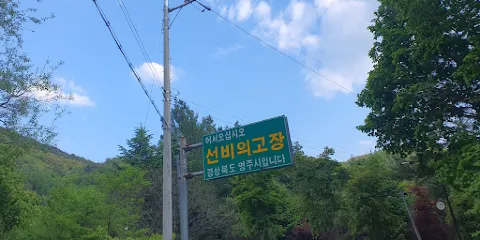 어서오십시오
선비의고장
경상북도 영주시입니다